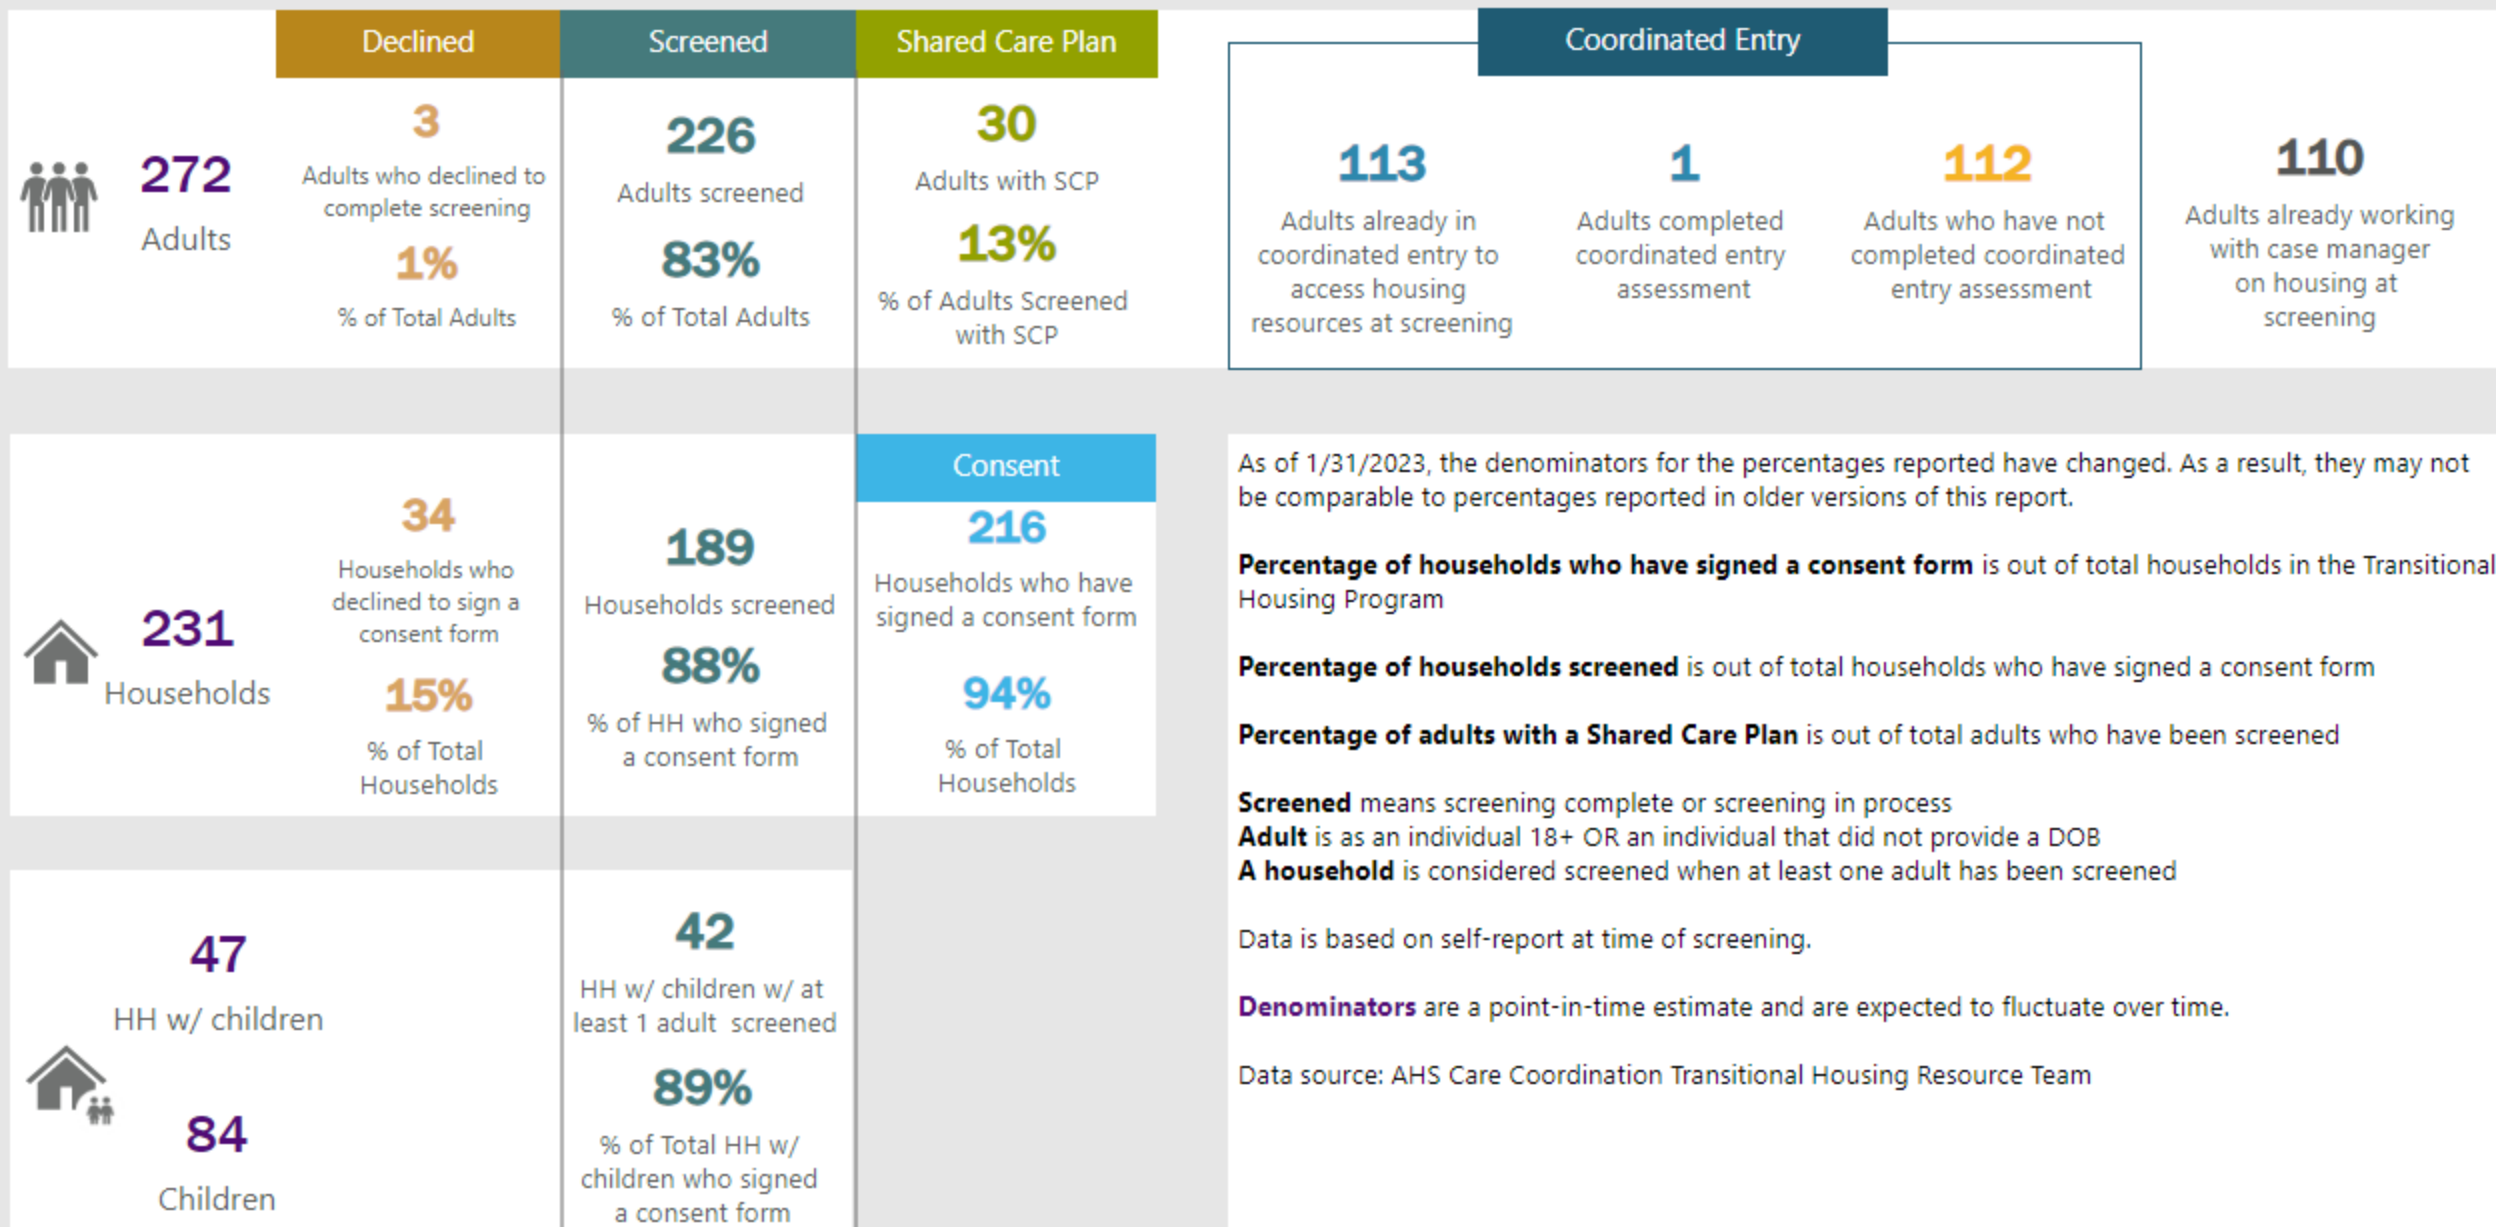 Declined
Screened
Shared Care Plan
Coordinated Entry
272
Adults
3
Adults who declined to
complete screening
1%
% of Total Adults
226
Adults screened
83%
% of Total Adults
30
Adults with SCP
13%
% of Adults Screened
with SCP
113
Adults already in
coordinated entry to
access housing
resources at screening
1
Adults completed
coordinated entry
assessment
112
Adults who have not
completed coordinated
entry assessment
110
Adults already working
with case manager
on housing at
screening
231
Households
34
Households who
declined to sign a
consent form
15%
% of Total
Households
189
Households screened
88%
% of HH who signed
a consent form
Consent
216
Households who have
signed a consent form
94%
% of Total
Households
47
HH w/ children
84
Children
42
HH w/ children w/ at
least 1 adult screened
89%
% of Total HH w/
children who signed
a consent form
As of 1/31/2023, the denominators for the percentages reported have changed. As a result, they may not
be comparable to percentages reported in older versions of this report.
Percentage of households who have signed a consent form is out of total households in the Transitional
Housing Program
Percentage of households screened is out of total households who have signed a consent form
Percentage of adults with a Shared Care Plan is out of total adults who have been screened
Screened means screening complete or screening in process
Adult is as an individual 18+ OR an individual that did not provide a DOB
A household is considered screened when at least one adult has been screened
Data is based on self-report at time of screening.
Denominators are a point-in-time estimate and are expected to fluctuate over time.
Data source: AHS Care Coordination Transitional Housing Resource Team